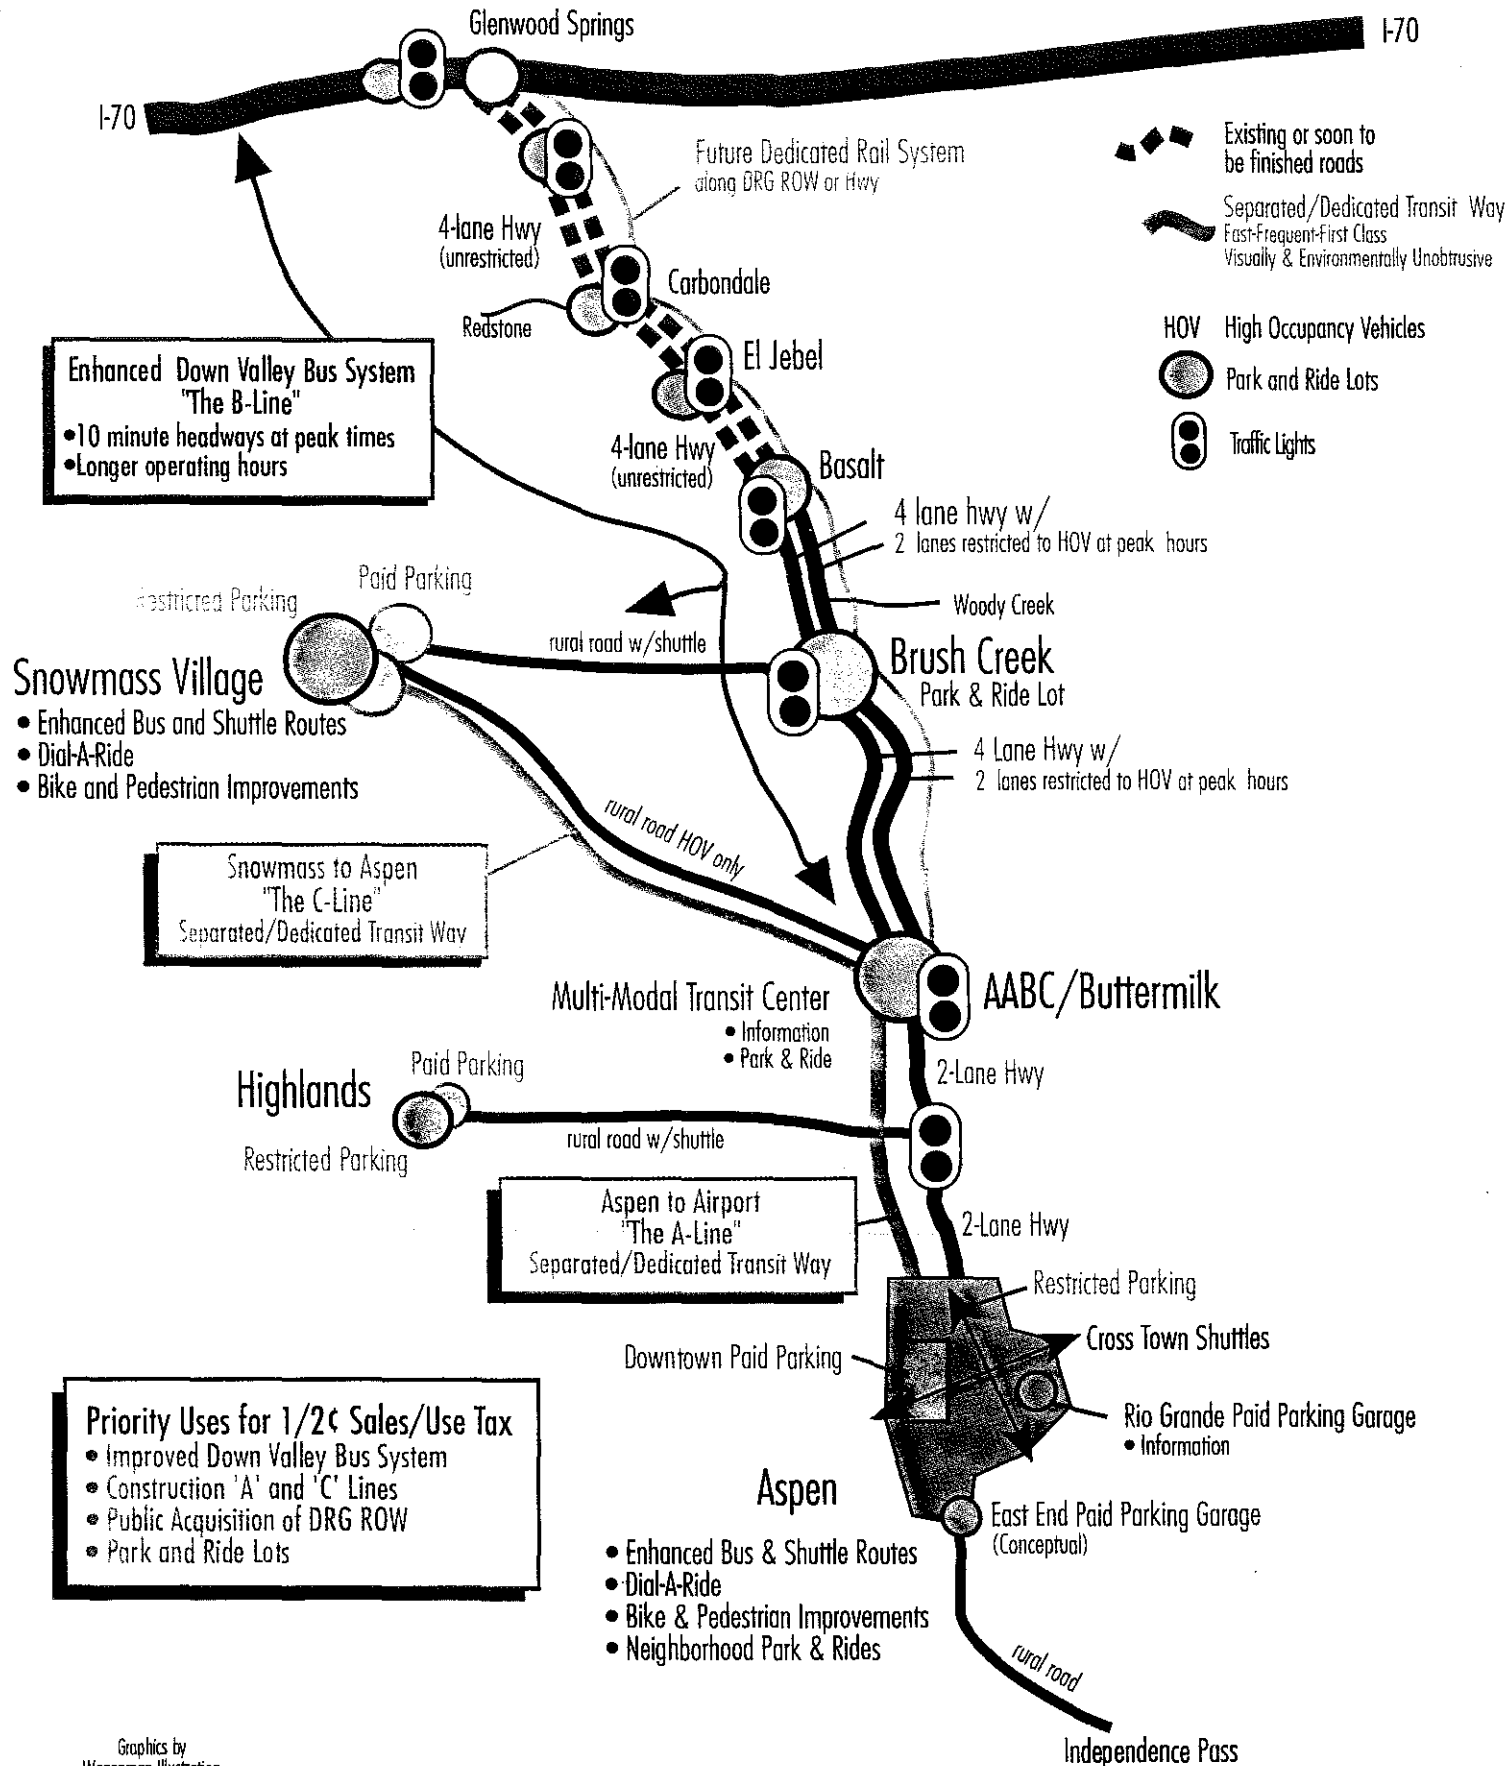 Glenwood Springs
I-70
I-70
Future Dedicated Rail System
along DRG ROW or Hwy
Existing or soon to
be finished roads
Separated/Dedicated Transit Way
Fast-Frequent-First Class
Visually & Environmentally Unobtrusive
4-lane Hwy
(unrestricted)
Carbondale
Redstone
HOV High Occupancy Vehicles
Park and Ride Lots
Traffic Lights
Enhanced Down Valley Bus System
"The B-Line"
•10 minute headways at peak times
•Longer operating hours
El Jebel
4-lane Hwy
(unrestricted)
Basalt
4 lane hwy w/
2 lanes restricted to HOV at peak hours
Paid Parking
Restricted Parking
Woody Creek
rural road w/shuttle
Brush Creek
Park & Ride Lot
Snowmass Village
• Enhanced Bus and Shuttle Routes
• Dial-A-Ride
• Bike and Pedestrian Improvements
4 Lane Hwy w/
2 lanes restricted to HOV at peak hours
rural road HOV only
Snowmass to Aspen
"The C-Line"
Separated/Dedicated Transit Way
Multi-Modal Transit Center
• Information
• Park & Ride
AABC/Buttermilk
2-Lane Hwy
Paid Parking
Highlands
Restricted Parking
rural road w/shuttle
Aspen to Airport
"The A-Line"
Separated/Dedicated Transit Way
2-Lane Hwy
Restricted Parking
Cross Town Shuttles
Downtown Paid Parking
Rio Grande Paid Parking Garage
• Information
Priority Uses for 1/2¢ Sales/Use Tax
• Improved Down Valley Bus System
• Construction 'A' and 'C' Lines
• Public Acquisition of DRG ROW
• Park and Ride Lots
Aspen
• Enhanced Bus & Shuttle Routes
• Dial-A-Ride
• Bike & Pedestrian Improvements
• Neighborhood Park & Rides
East End Paid Parking Garage
(Conceptual)
rural road
Independence Pass
Graphics by